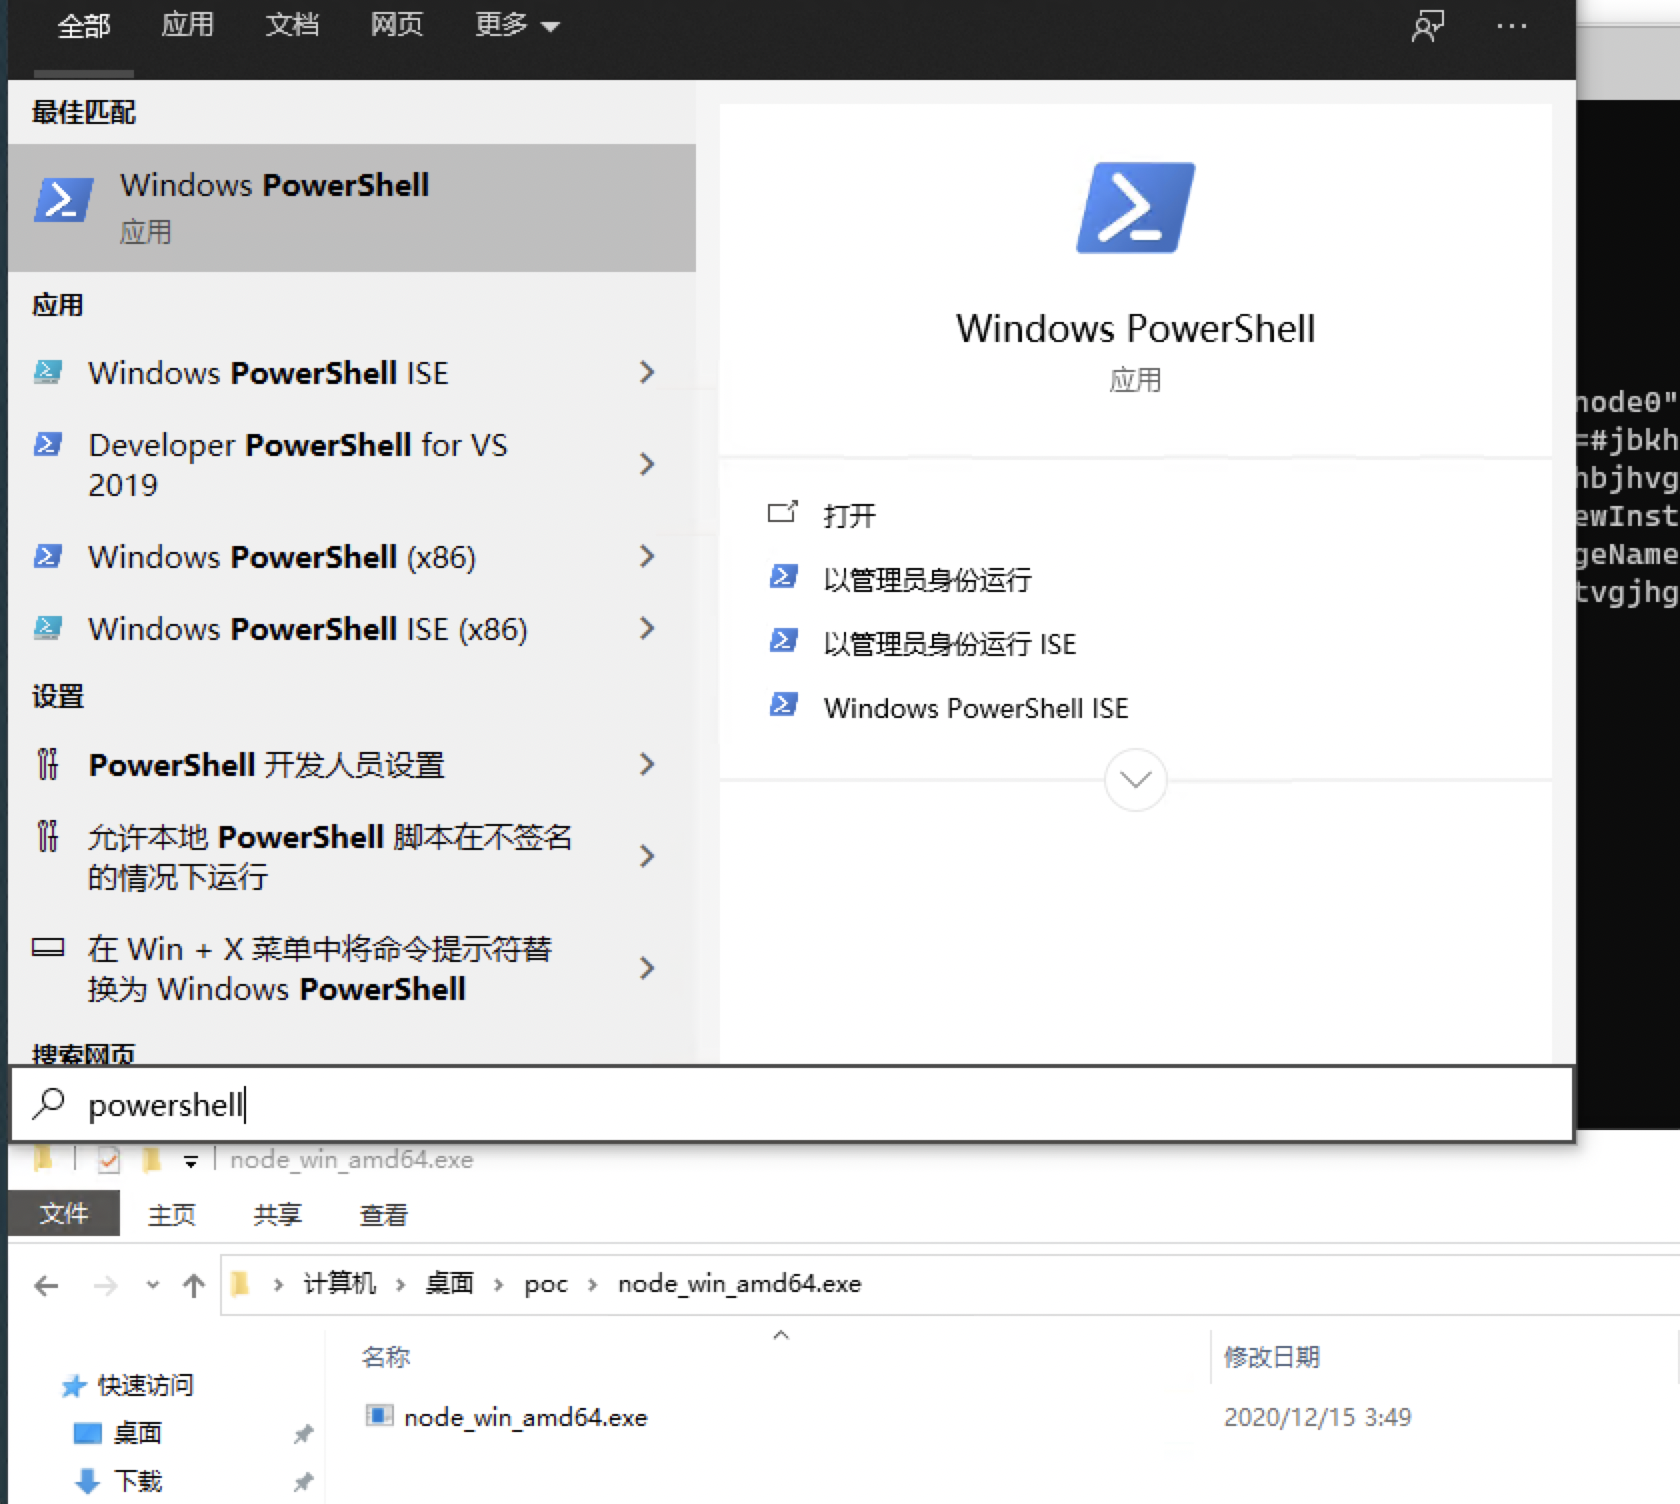 全部 应用 文档 网页 更多
最佳匹配
Windows PowerShell
应用
应用
Windows PowerShell ISE
Developer PowerShell for VS
2019
Windows PowerShell (x86)
Windows PowerShell ISE (x86)
设置
PowerShell 开发人员设置
允许本地 PowerShell 脚本在不签名
的情况下运行
在 Win + X 菜单中将命令提示符替
换为 Windows PowerShell
搜索网页
Windows PowerShell
应用
打开
以管理员身份运行
以管理员身份运行 ISE
Windows PowerShell ISE
node0"
=#jbkh
hbjhvg
ewInst
geName
tvgjhg
powershell
node_win_amd64.exe
文件 主页 共享 查看
计算机 桌面 poc node_win_amd64.exe
名称 修改日期
快速访问
node_win_amd64.exe 2020/12/15 3:49
桌面
下载